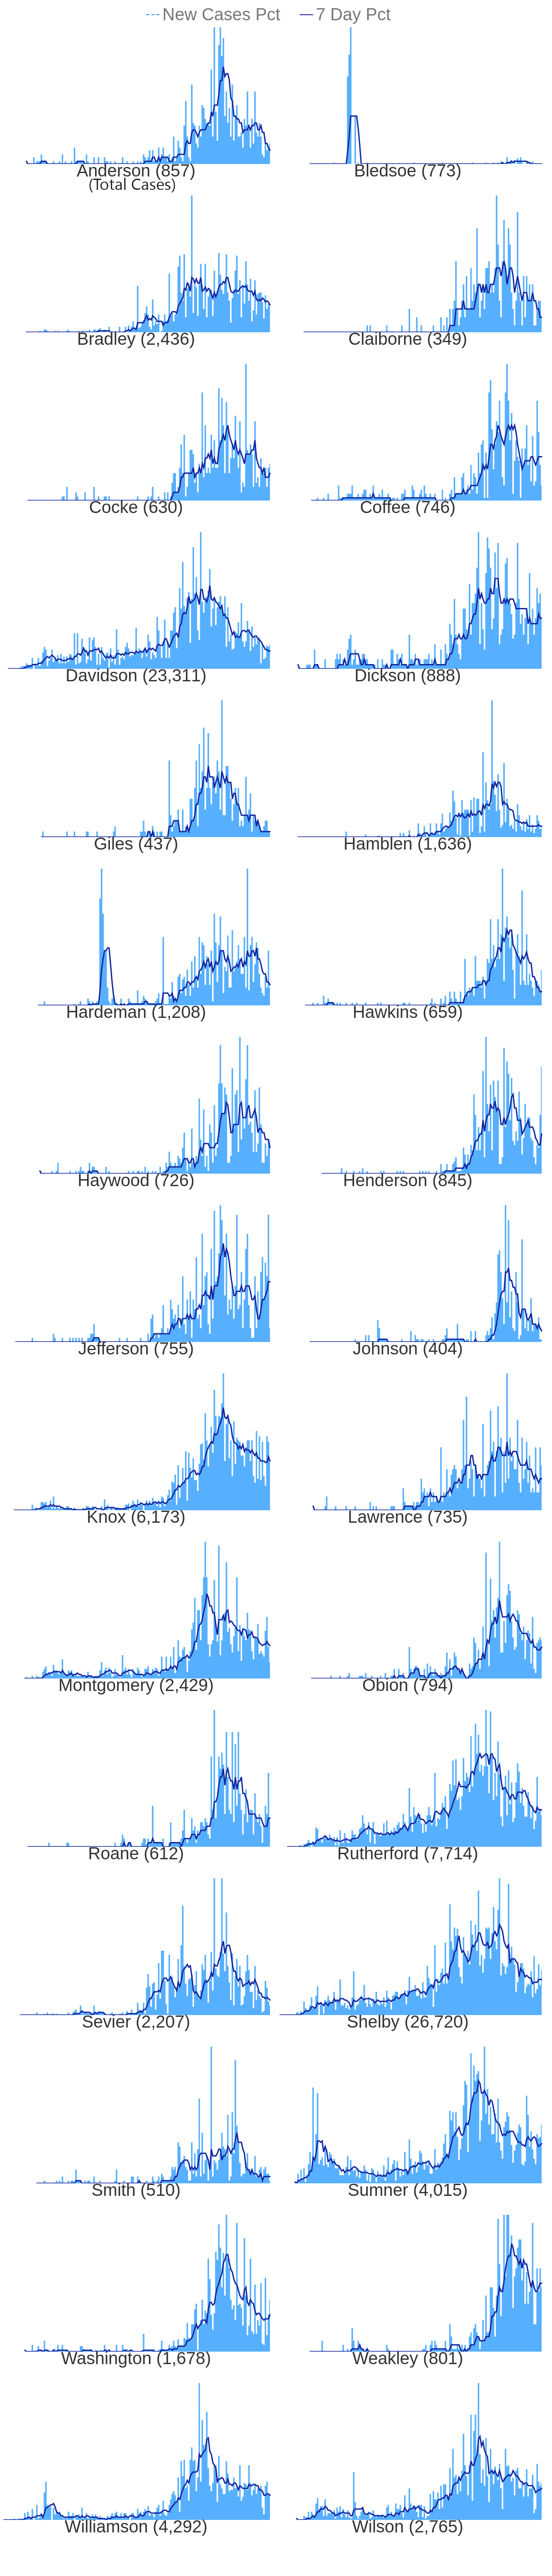 New Cases Pct 7 Day Pct
Anderson (857) Bledsoe (773)
(Total Cases)
Bradley (2,436) Claiborne (349)
Cocke (630) Coffee (746)
Davidson (23,311) Dickson (888)
Giles (437) Hamblen (1,636)
Hardeman (1,208) Hawkins (659)
Haywood (726) Henderson (845)
Jefferson (755) Johnson (404)
Knox (6,173) Lawrence (735)
Montgomery (2,429) Obion (794)
Roane (612) Rutherford (7,714)
Sevier (2,207) Shelby (26,720)
Smith (510) Sumner (4,015)
Washington (1,678) Weakley (801)
Williamson (4,292) Wilson (2,765)